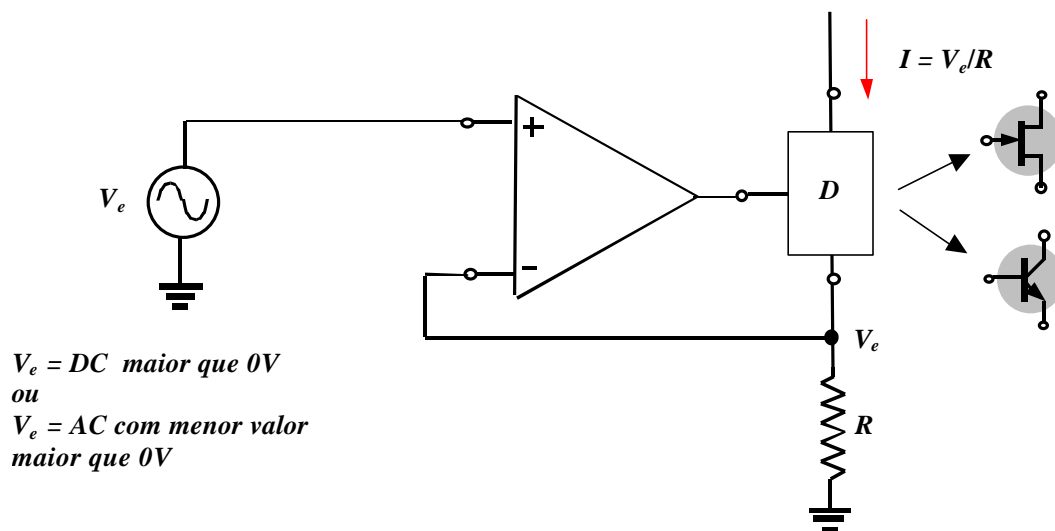 I = Vₑ/R
+
Vₑ
D
-
Vₑ
Vₑ = DC maior que 0V
ou
Vₑ = AC com menor valor
maior que 0V
R